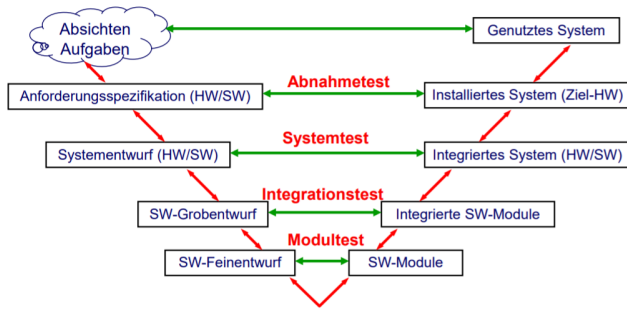 Absichten
Aufgaben
Genutztes System
Abnahmetest
Anforderungsspezifikation (HW/SW)
Installiertes System (Ziel-HW)
Systemtest
Systementwurf (HW/SW)
Integriertes System (HW/SW)
Integrationstest
SW-Grobentwurf
Integrierte SW-Module
Modultest
SW-Feinentwurf
SW-Module